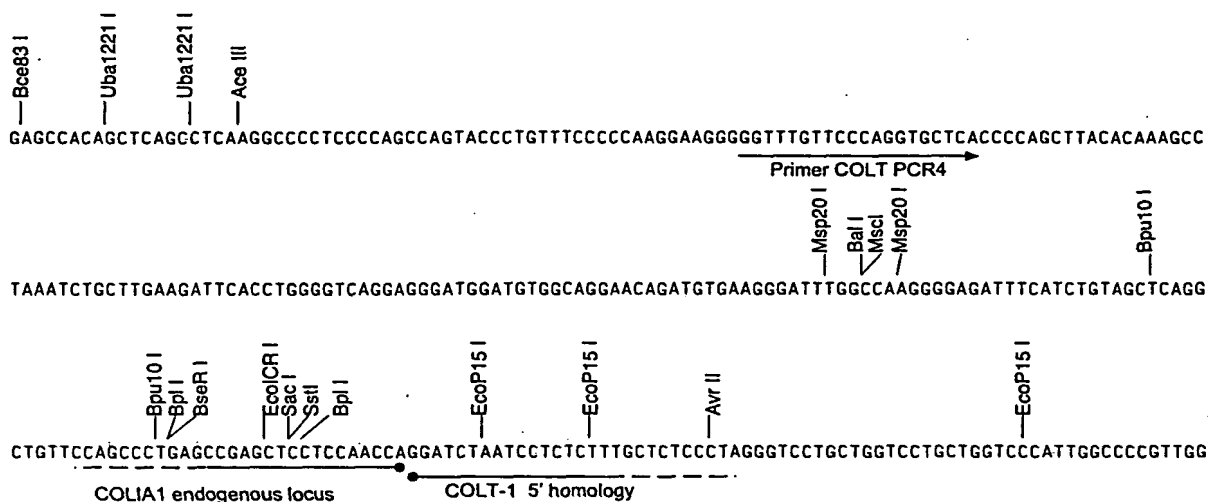 Bce83 I Uba1221 I Uba1221 I Ace III
GAGCCACAGCTCAGCCTCAAGGCCCCTCCCCAGCCAGTACCCTGTTTCCCCCAAGGAAGGGGGTTTGTTCCCAGGTGCTCACCCCAGCTTACACAAAGCC
Primer COLT PCR4
Msp20 I Bal I MscI Msp20 I Bpu10 I
TAAATCTGCTTGAAGATTCACCTGGGGTCAGGAGGGATGGATGTGGCAGGAACAGATGTGAAGGGATTTGGCCAAGGGGAGATTTCATCTGTAGCTCAGG
Bpu10 I Bpl I BseR I EcoICR I Sac I SstI Bpl I EcoP15 I EcoP15 I Avr II EcoP15 I
CTGTTCCAGCCCTGAGCCGAGCTCCTCCAACCAGGATCTAATCCTCTCTTTGCTCTCCCTAGGGTCCTGCTGGTCCTGCTGGTCCCATTGGCCCCGTTGG
COLIA1 endogenous locus COLT-1 5' homology